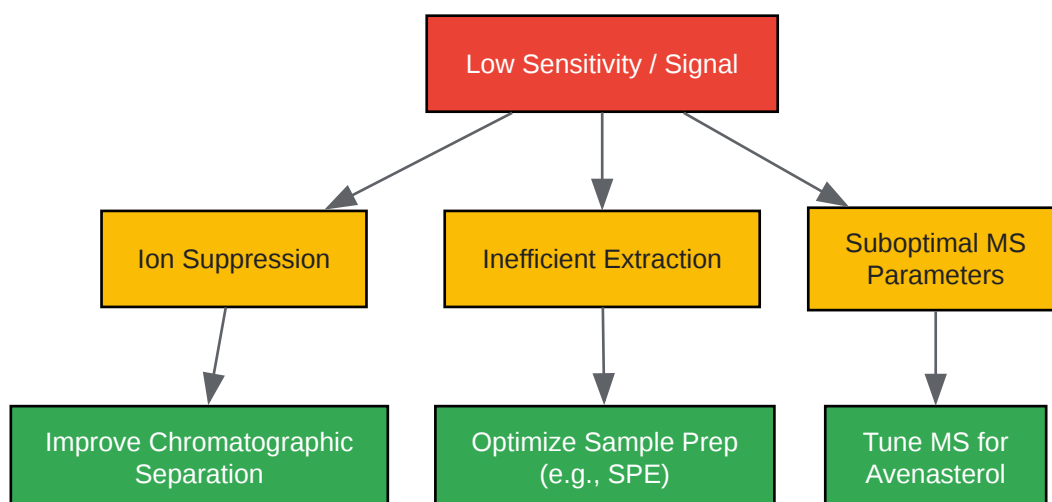 Low Sensitivity / Signal
Ion Suppression
Inefficient Extraction
Suboptimal MS
Parameters
Improve Chromatographic
Separation
Optimize Sample Prep
(e.g., SPE)
Tune MS for
Avenasterol